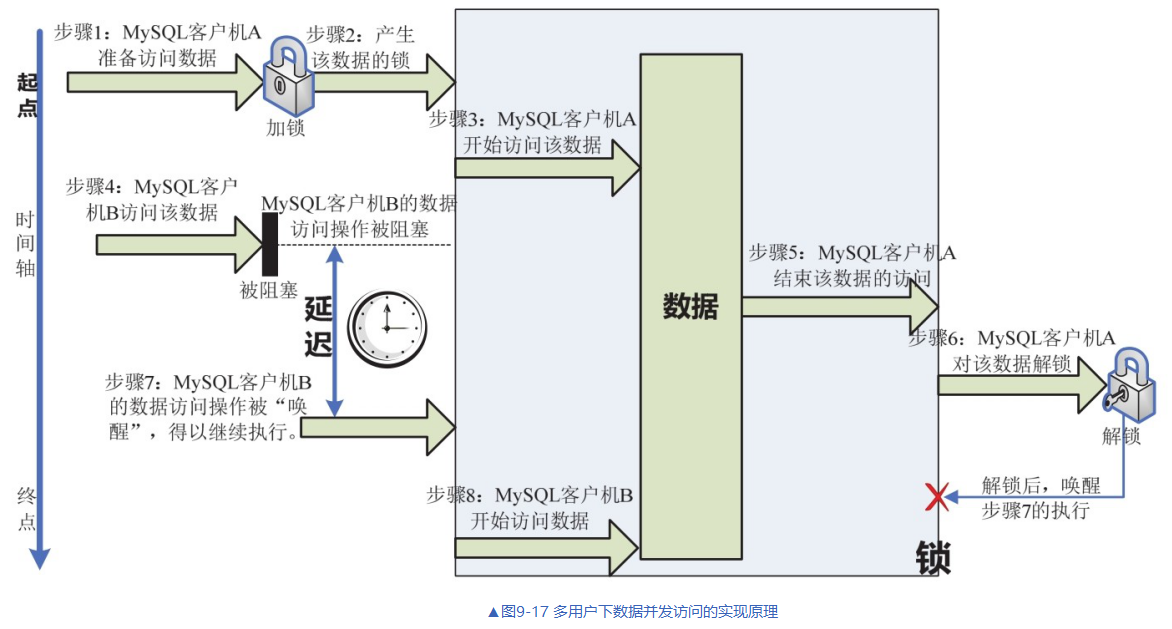 步骤1：MySQL客户机A
准备访问数据
步骤2：产生
该数据的锁
起
点
加锁
步骤3：MySQL客户机A
开始访问该数据
步骤4：MySQL客户
机B访问该数据
MySQL客户机B的数据
访问操作被阻塞
时
间
轴
被阻塞
步骤5：MySQL客户机A
结束该数据的访问
延
迟
数据
步骤6：MySQL客户机A
对该数据解锁
步骤7：MySQL客户机B
的数据访问操作被“唤
醒”，得以继续执行。
解锁
终
点
步骤8：MySQL客户机B
开始访问数据
解锁后，唤醒
步骤7的执行
锁
▲图9-17 多用户下数据并发访问的实现原理